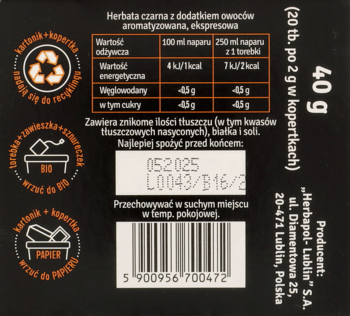 kartonik+kopertka
nadają się do recyklingu
torebka+zawieszka+sznureczek
BIO
wrzuć do BIO
kartonik + kopertka
PAPIER
wrzuć do PAPIERU
Herbata czarna z dodatkiem owoców
aromatyzowana, ekspresowa
Wartość odżywcza 100 ml naparu 250 ml naparu z 1 torebki
Wartość energetyczna 4 kJ/1kcal 7 kJ/2 kcal
Węglowodany <0,5 g <0,5 g
w tym cukry <0,5 g <0,5 g
Zawiera znikome ilości tłuszczu (w tym kwasów
tłuszczowych nasyconych), białka i soli.
Najlepiej spożyć przed końcem:
052025
L0043/B16/2
Przechowywać w suchym miejscu
w temp. pokojowej.
5 900956 700472
40 g
(20 tb. po 2 g w kopertkach)
Producent:
„Herbapol- Lublin" S.A.
ul. Diamentowa 25,
20-471 Lublin, Polska